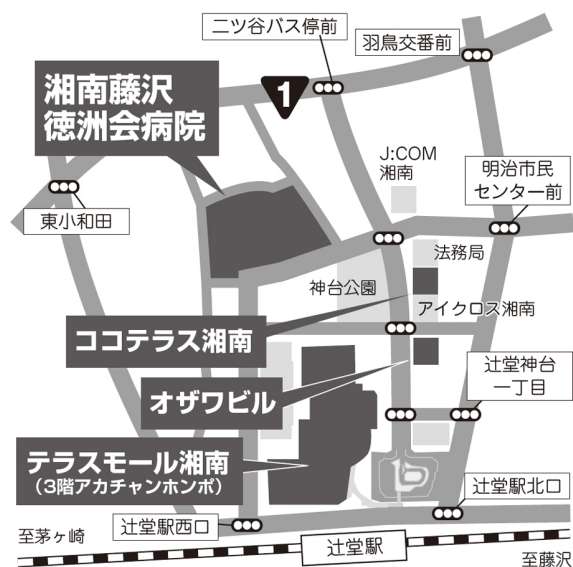 二ツ谷バス停前
羽鳥交番前
湘南藤沢
徳洲会病院
1
J:COM
湘南
明治市民
センター前
東小和田
法務局
神台公園
アイクロス湘南
ココテラス湘南
オザワビル
辻堂神台
一丁目
テラスモール湘南
(3階アカチャンホンポ)
辻堂駅西口
辻堂駅北口
至茅ヶ崎
辻堂駅
至藤沢